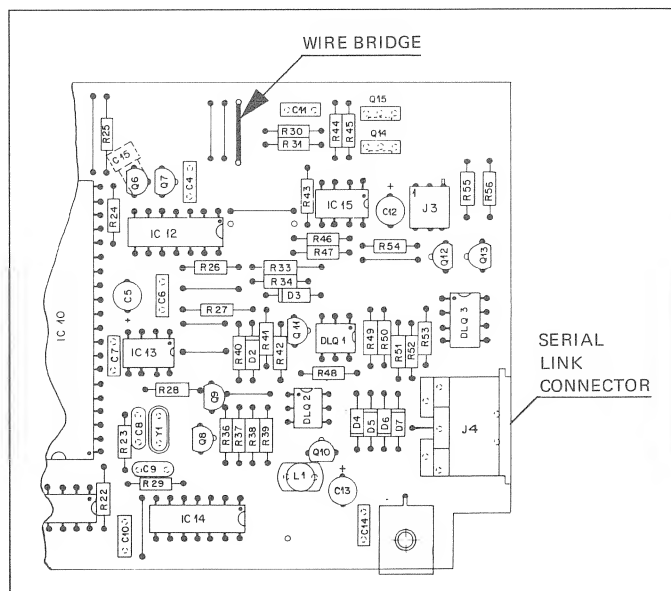 WIRE BRIDGE
C11
Q15
Q14
R30
R31
R44
R45
R25
C15
Q6
Q7
C4
R24
R43
IC 15
C12
J3
1
R55
R56
IC 12
R46
R47
R54
Q12
Q13
R26
R33
R34
D3
C5
C6
R27
IC 10
Q11
DLQ 1
R49
R50
R51
R52
R53
DLQ 3
C7
IC 13
R40
D2
R41
R42
SERIAL
LINK
CONNECTOR
R48
R28
Q9
DLQ 2
R23
C8
Y1
Q8
R36
R37
R38
R39
D4
D5
D6
D7
J4
C9
R29
Q10
L1
C13
R22
C10
IC 14
C14